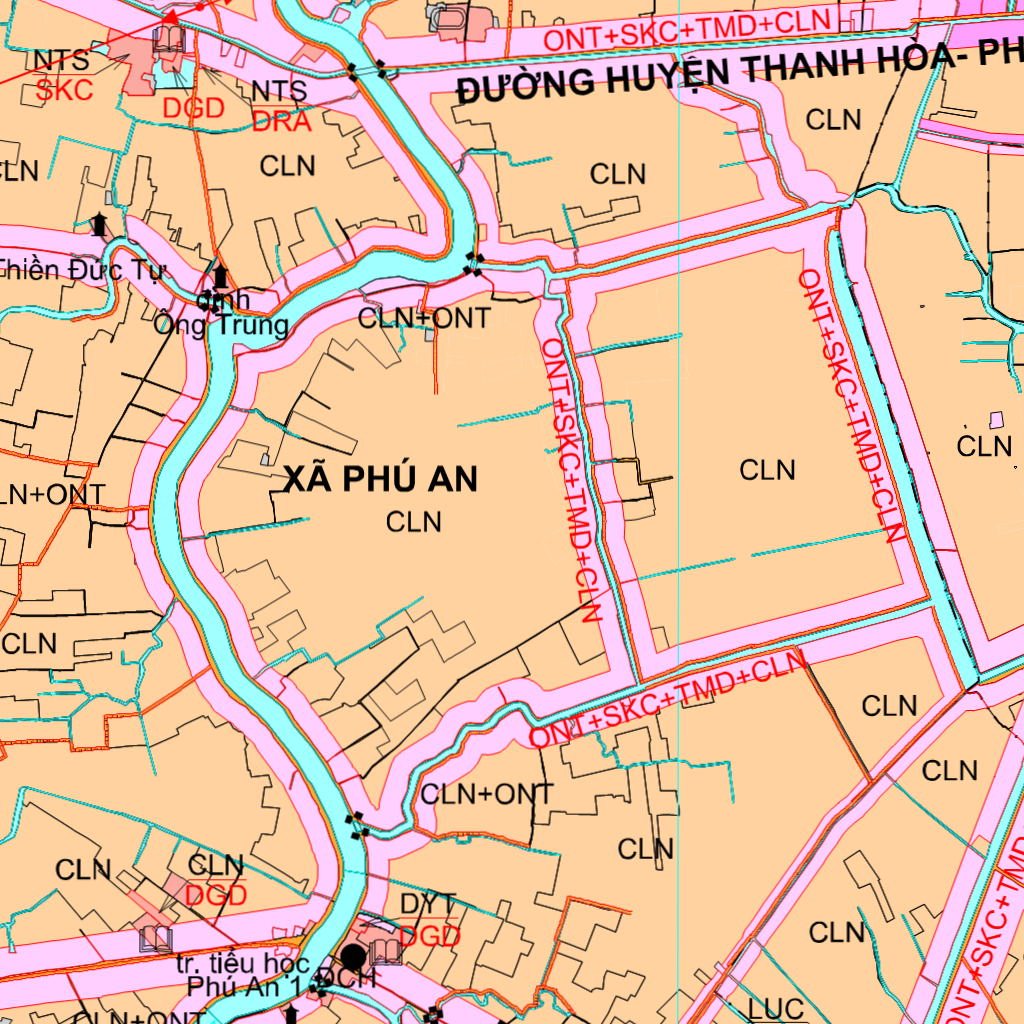 ONT+SKC+TMD+CLN
ĐƯỜNG HUYỆN THANH HÒA- PH
NTS
SKC
DGD
NTS
DRA
CLN
CLN
CLN
CLN
Thiền Đức Tự
đình
Ông Trung
CLN+ONT
ONT+SKC+TMD+CLN
ONT+SKC+TMD+CLN
XÃ PHÚ AN
CLN
CLN
CLN
LN+ONT
CLN
ONT+SKC+TMD+CLN
CLN
CLN
CLN+ONT
CLN
CLN
CLN
DGD
DYT
DGD
CLN
tr. tiểu học
Phú An 1
DCH
CLN+ONT
LUC
ONT+SKC+TMD